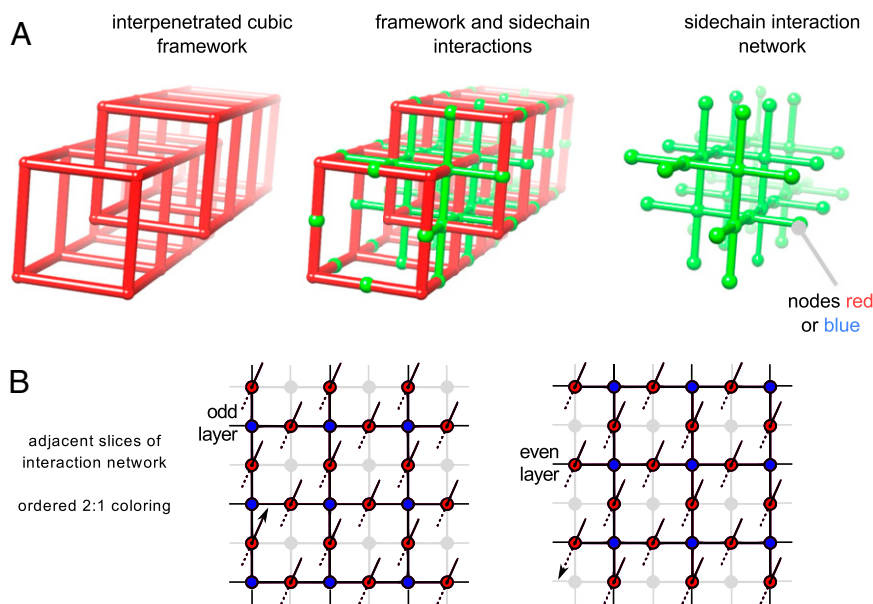 A
interpenetrated cubic
framework
framework and sidechain
interactions
sidechain interaction
network
nodes red
or blue
B
adjacent slices of
interaction network
ordered 2:1 coloring
odd
layer
even
layer